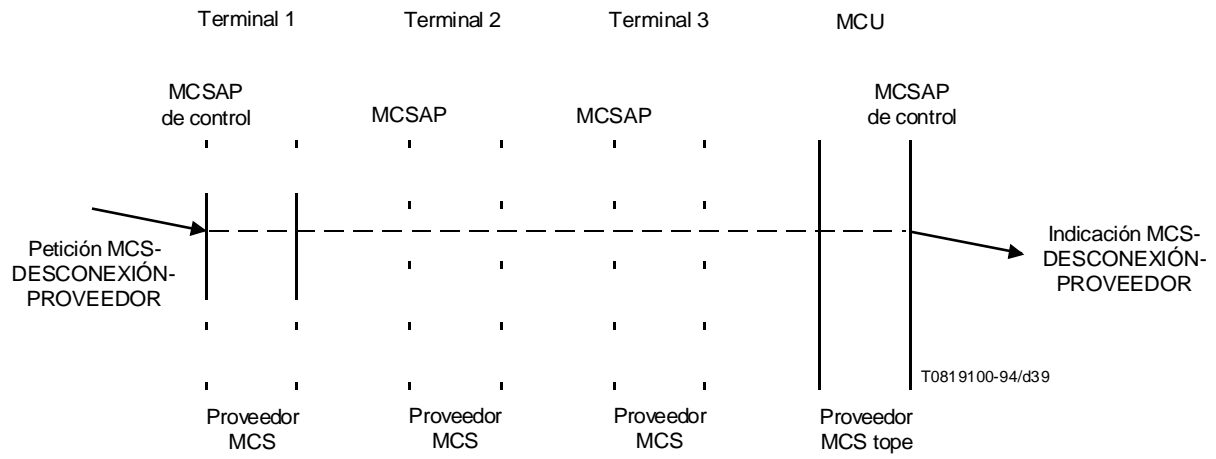 Terminal 1
Terminal 2
Terminal 3
MCU
MCSAP
de control
MCSAP
MCSAP
MCSAP
de control
Petición MCS-
DESCONEXIÓN-
PROVEEDOR
Indicación MCS-
DESCONEXIÓN-
PROVEEDOR
T0819100-94/d39
Proveedor
MCS
Proveedor
MCS
Proveedor
MCS
Proveedor
MCS tope